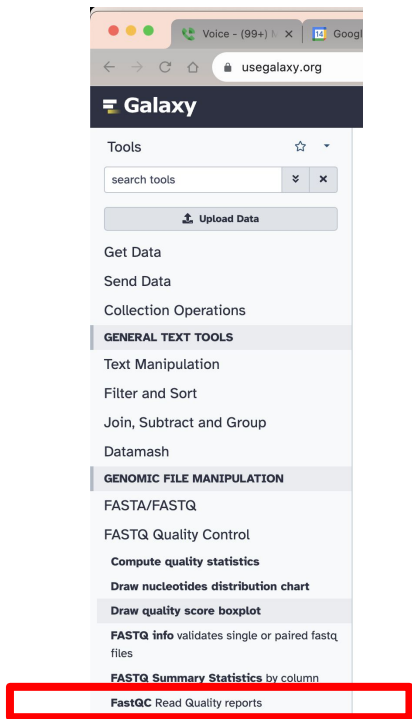 Voice - (99+) M
14 Googl
usegalaxy.org
Galaxy
Tools
search tools
Upload Data
Get Data
Send Data
Collection Operations
GENERAL TEXT TOOLS
Text Manipulation
Filter and Sort
Join, Subtract and Group
Datamash
GENOMIC FILE MANIPULATION
FASTA/FASTQ
FASTQ Quality Control
Compute quality statistics
Draw nucleotides distribution chart
Draw quality score boxplot
FASTQ info validates single or paired fastq
files
FASTQ Summary Statistics by column
FastQC Read Quality reports